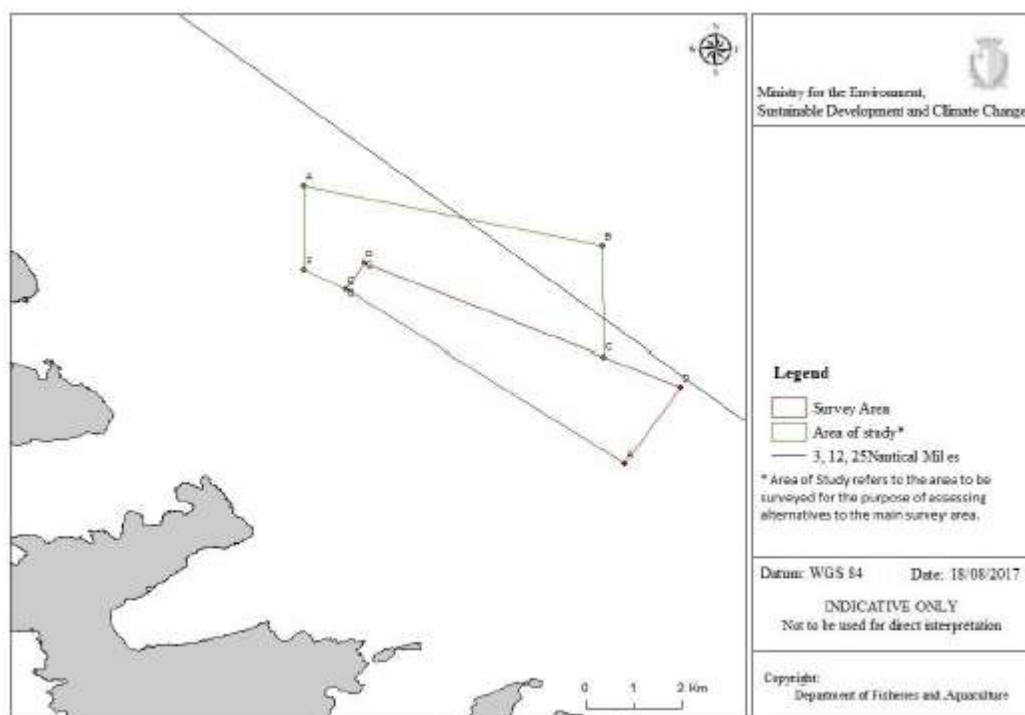 N
S
A
B
C
D
C
D
A
Ministry for the Environment,
Sustainable Development and Climate Change
Legend
Survey Area
Area of study*
3, 12, 25Nautical Miles
* Area of Study refers to the area to be
surveyed for the purpose of assessing
alternatives to the main survey area.
Datum: WGS 84 Date: 18/08/2017
INDICATIVE ONLY
Not to be used for direct interpretation
Copyright:
Department of Fisheries and Aquaculture
0 1 2 Km